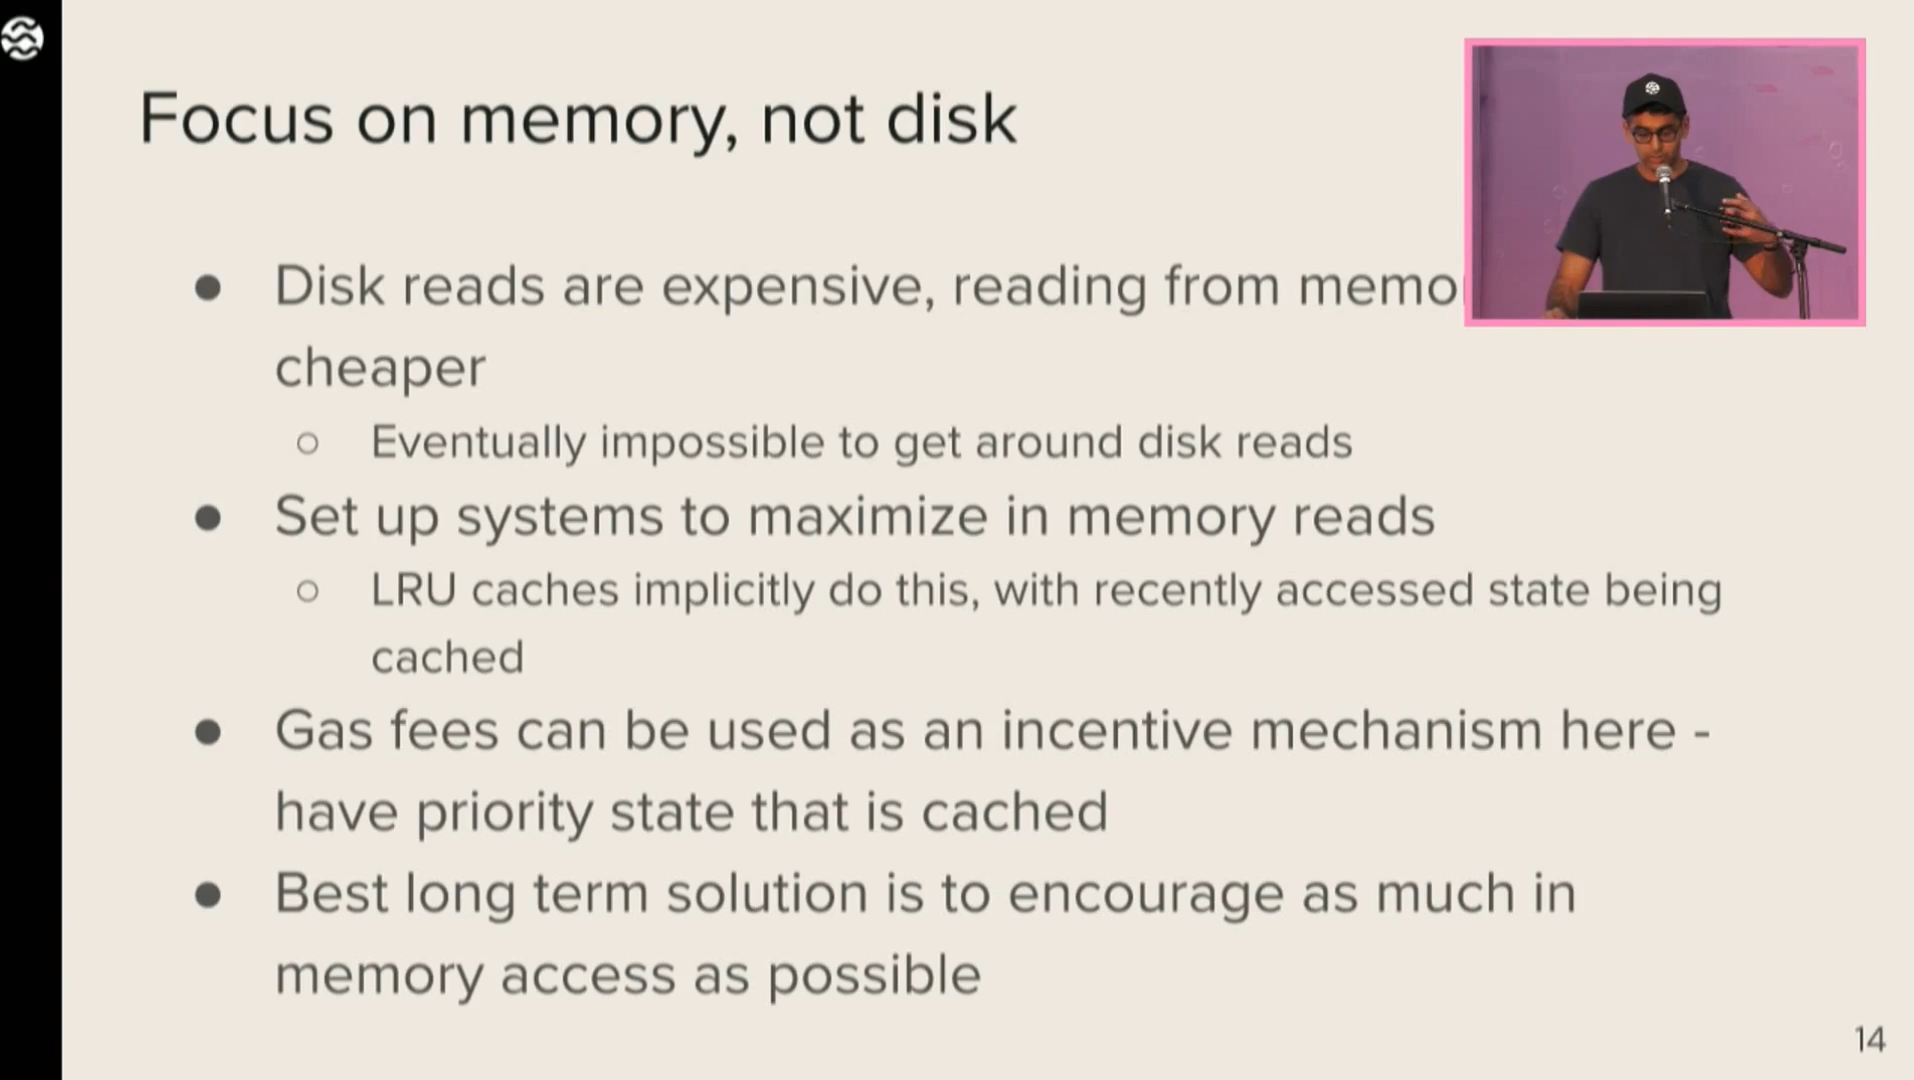 Focus on memory, not disk
● Disk reads are expensive, reading from
cheaper
○ Eventually impossible to get around disk reads
● Set up systems to maximize in memory reads
○ LRU caches implicitly do this, with recently accessed state being
cached
● Gas fees can be used as an incentive mechanism here -
have priority state that is cached
● Best long term solution is to encourage as much in
memory access as possible
14